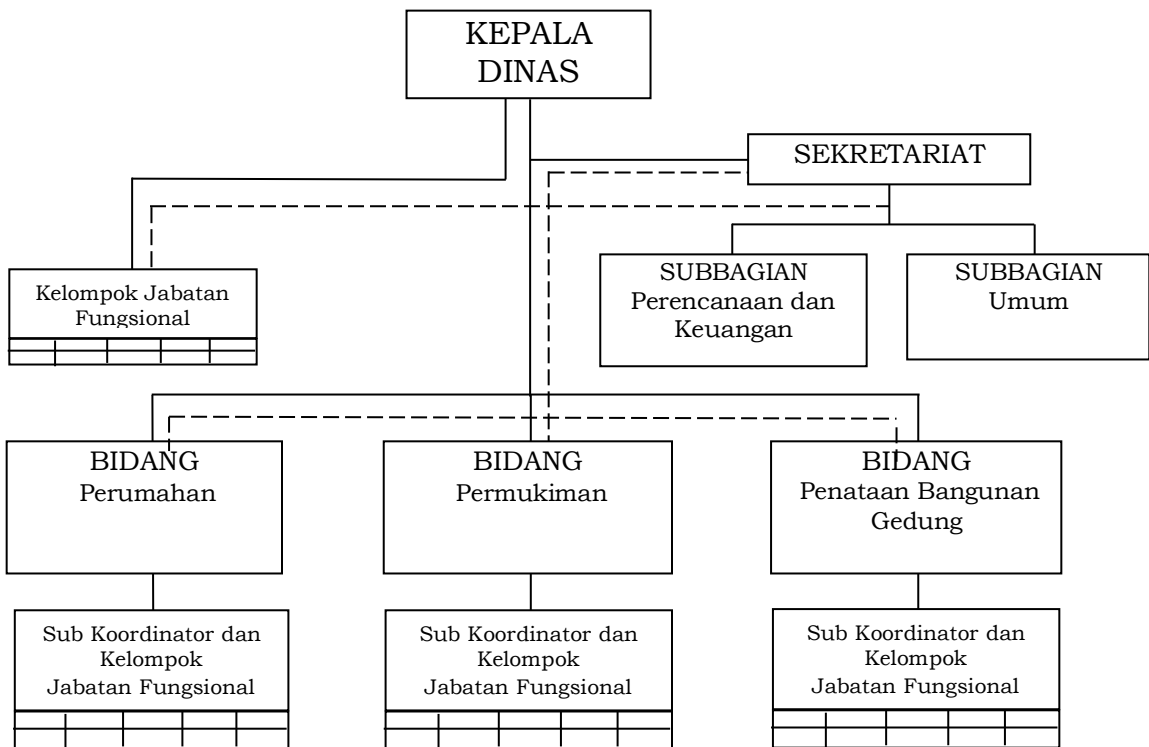 KEPALA
DINAS
SEKRETARIAT
Kelompok Jabatan
Fungsional
SUBBAGIAN
Perencanaan dan
Keuangan
SUBBAGIAN
Umum
BIDANG
Perumahan
BIDANG
Permukiman
BIDANG
Penataan Bangunan
Gedung
Sub Koordinator dan
Kelompok
Jabatan Fungsional
Sub Koordinator dan
Kelompok
Jabatan Fungsional
Sub Koordinator dan
Kelompok
Jabatan Fungsional